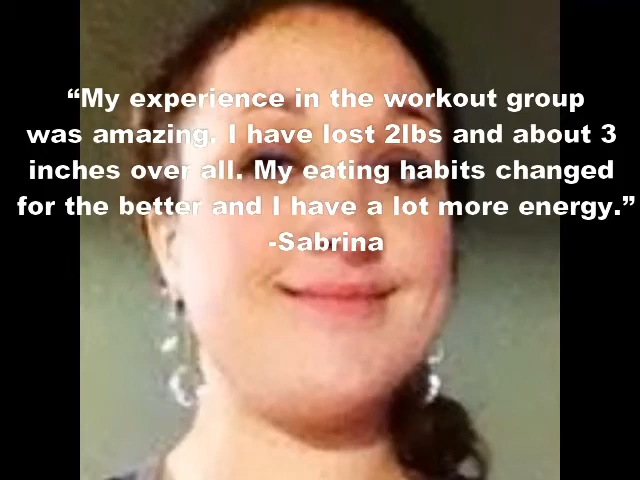 “My experience in the workout group
was amazing. I have lost 2lbs and about 3
inches over all. My eating habits changed
for the better and I have a lot more energy.”
-Sabrina